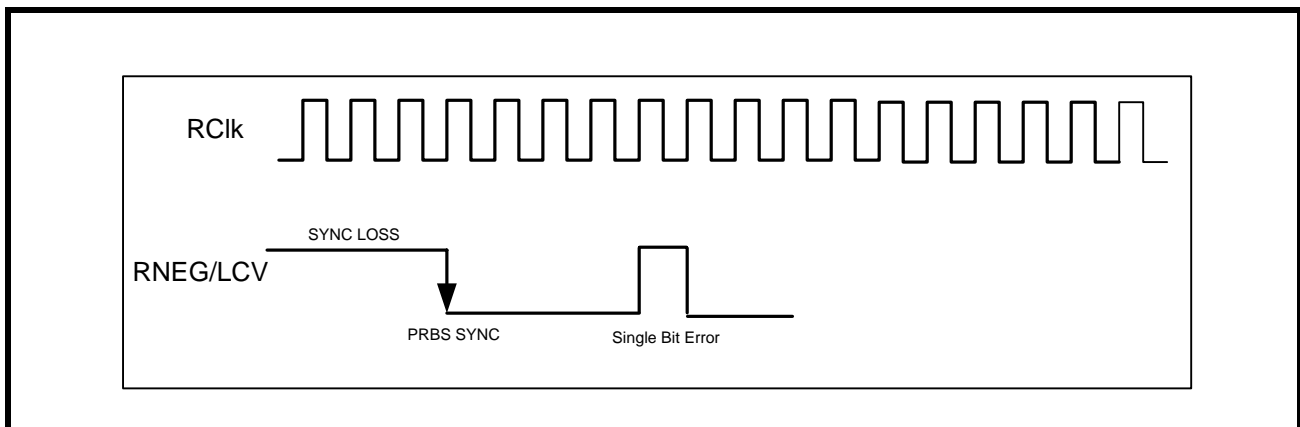 RClk
SYNC LOSS
RNEG/LCV
PRBS SYNC
Single Bit Error